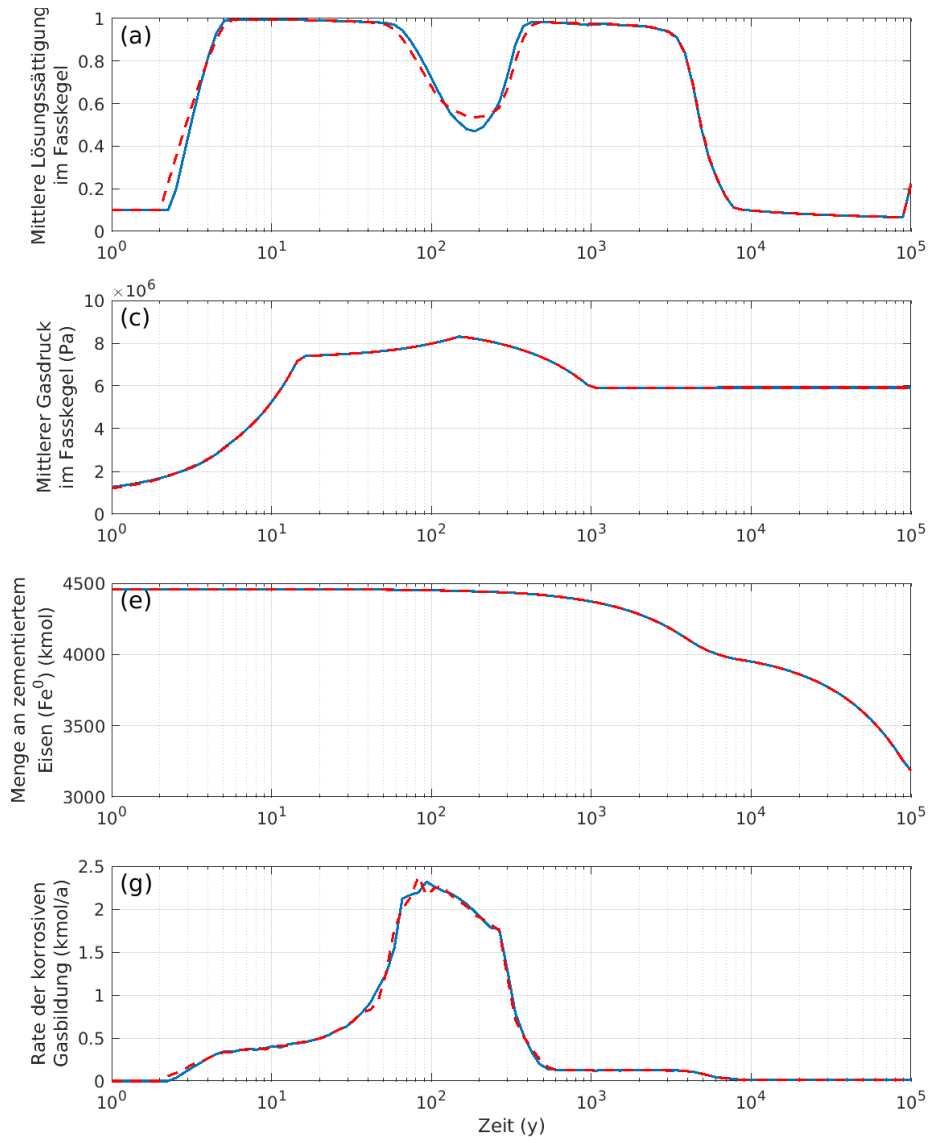 (a)
Mittlere Lösungssättigung
im Fasskegel
1
0.8
0.6
0.4
0.2
0
10^0 10^1 10^2 10^3 10^4 10^5
×10^6
(c)
Mittlerer Gasdruck
im Fasskegel (Pa)
10
8
6
4
2
0
10^0 10^1 10^2 10^3 10^4 10^5
(e)
Menge an zementiertem
Eisen (Fe^0) (kmol)
4500
4000
3500
3000
10^0 10^1 10^2 10^3 10^4 10^5
(g)
Rate der korrosiven
Gasbildung (kmol/a)
2.5
2
1.5
1
0.5
0
10^0 10^1 10^2 10^3 10^4 10^5
Zeit (y)